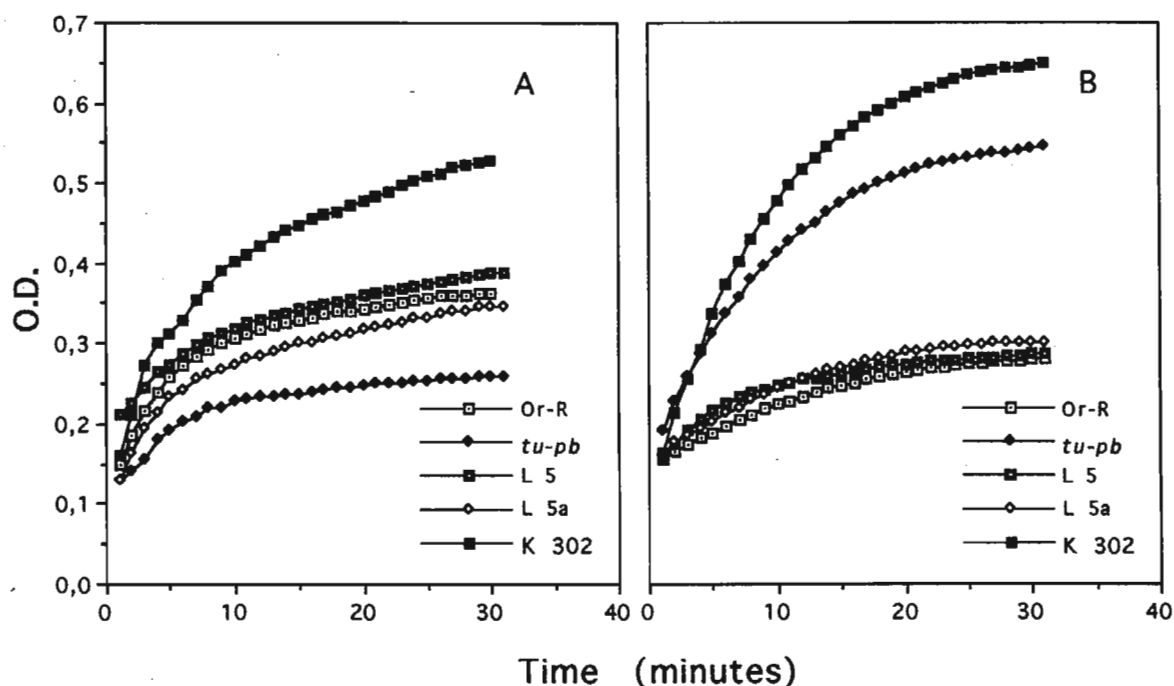 0,7
0,6
0,5
0,4
0,3
0,2
0,1
0,0
O.D.
A
Or-R
tu-pb
L 5
L 5a
K 302
0 10 20 30 40
B
Or-R
tu-pb
L 5
L 5a
K 302
0 10 20 30 40
Time (minutes)